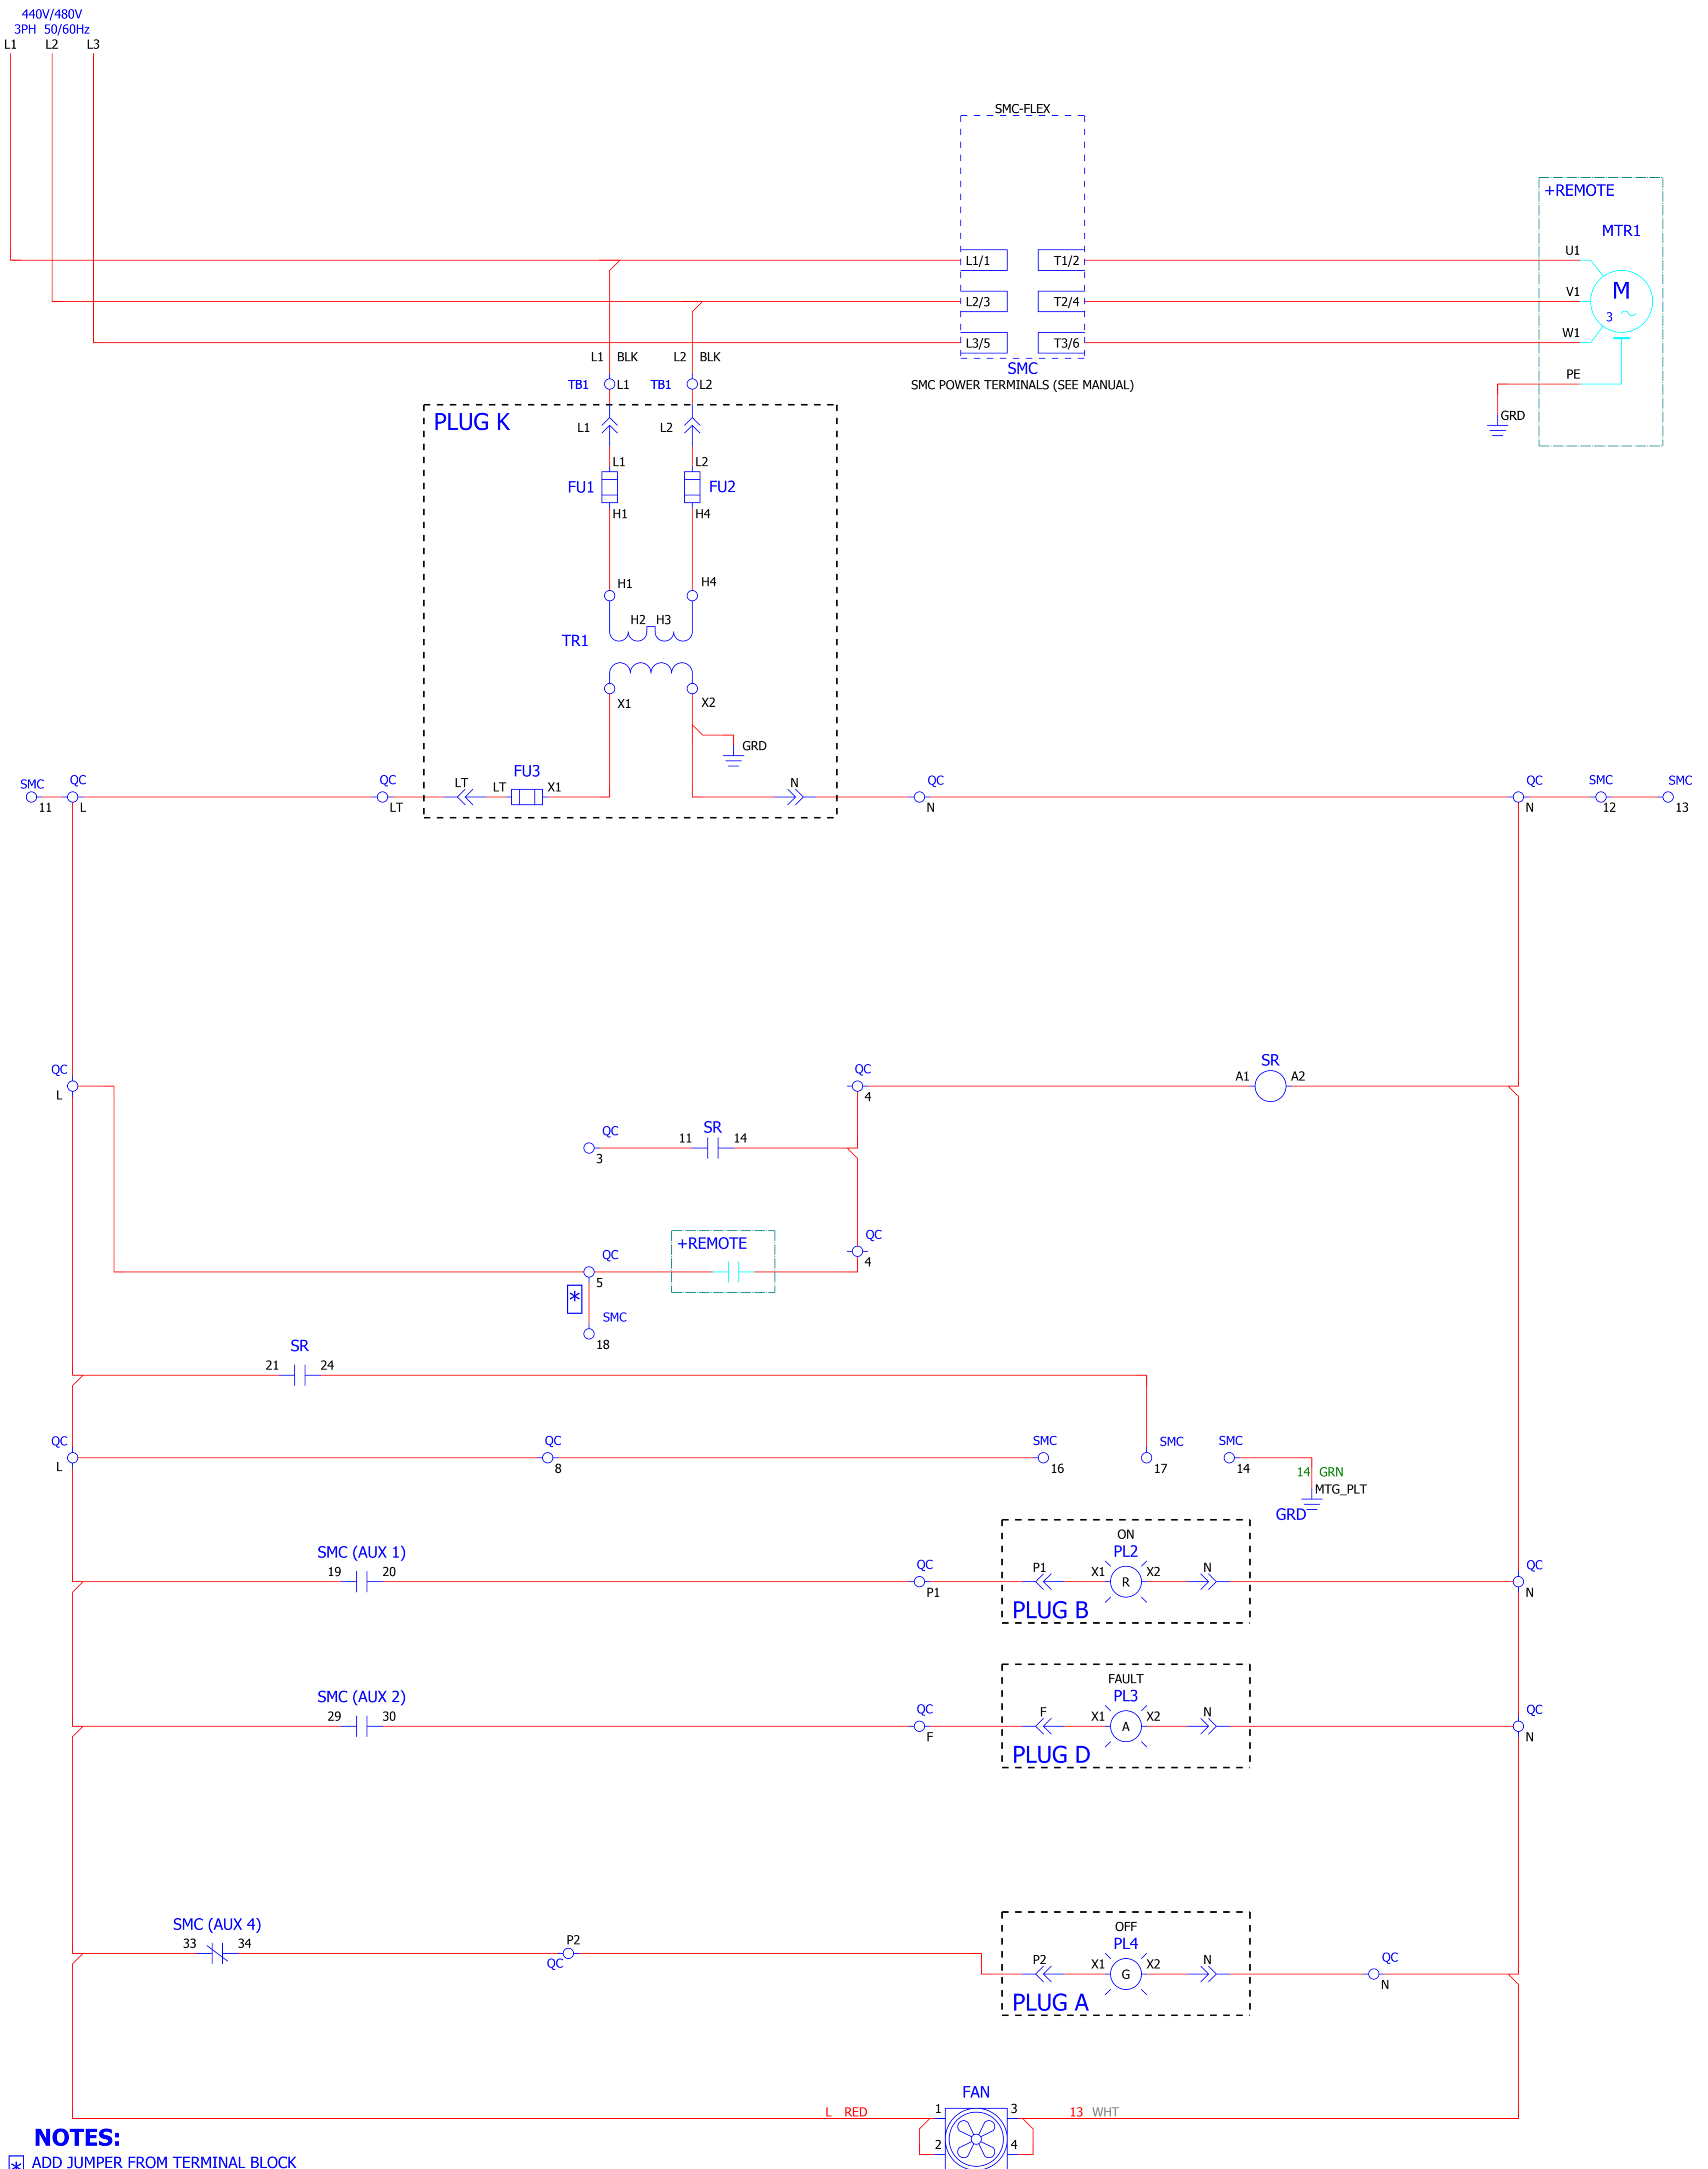 440V/480V
3PH 50/60Hz
L1 L2 L3
SMC-FLEX
+REMOTE
MTR1
U1
L1/1 T1/2
M
3
V1
L2/3 T2/4
W1
L3/5 T3/6
L1 BLK L2 BLK
SMC
PE
TB1 L1 TB1 L2
SMC POWER TERMINALS (SEE MANUAL)
GRD
PLUG K
L1 L2
L1 L2
FU1 FU2
H1 H4
H1 H4
H2 H3
TR1
X1 X2
GRD
FU3
SMC QC QC LT LT X1 N QC QC SMC SMC
11 L LT N N 12 13
QC QC SR
L 4 A1 A2
QC SR
3 11 14
QC
4
+REMOTE
QC
5
*
SMC
18
SR
21 24
QC QC SMC SMC SMC
L 8 16 17 14
14 GRN
MTG_PLT
GRD
ON
SMC (AUX 1) PL2
19 20 QC P1 X1 R X2 N QC
P1 N
PLUG B
FAULT
SMC (AUX 2) PL3
29 30 QC F X1 A X2 N QC
F N
PLUG D
OFF
SMC (AUX 4) PL4
33 34 P2 P2 X1 G X2 N QC
QC N
PLUG A
FAN
L RED 1 3 13 WHT
2 4
NOTES:
* ADD JUMPER FROM TERMINAL BLOCK